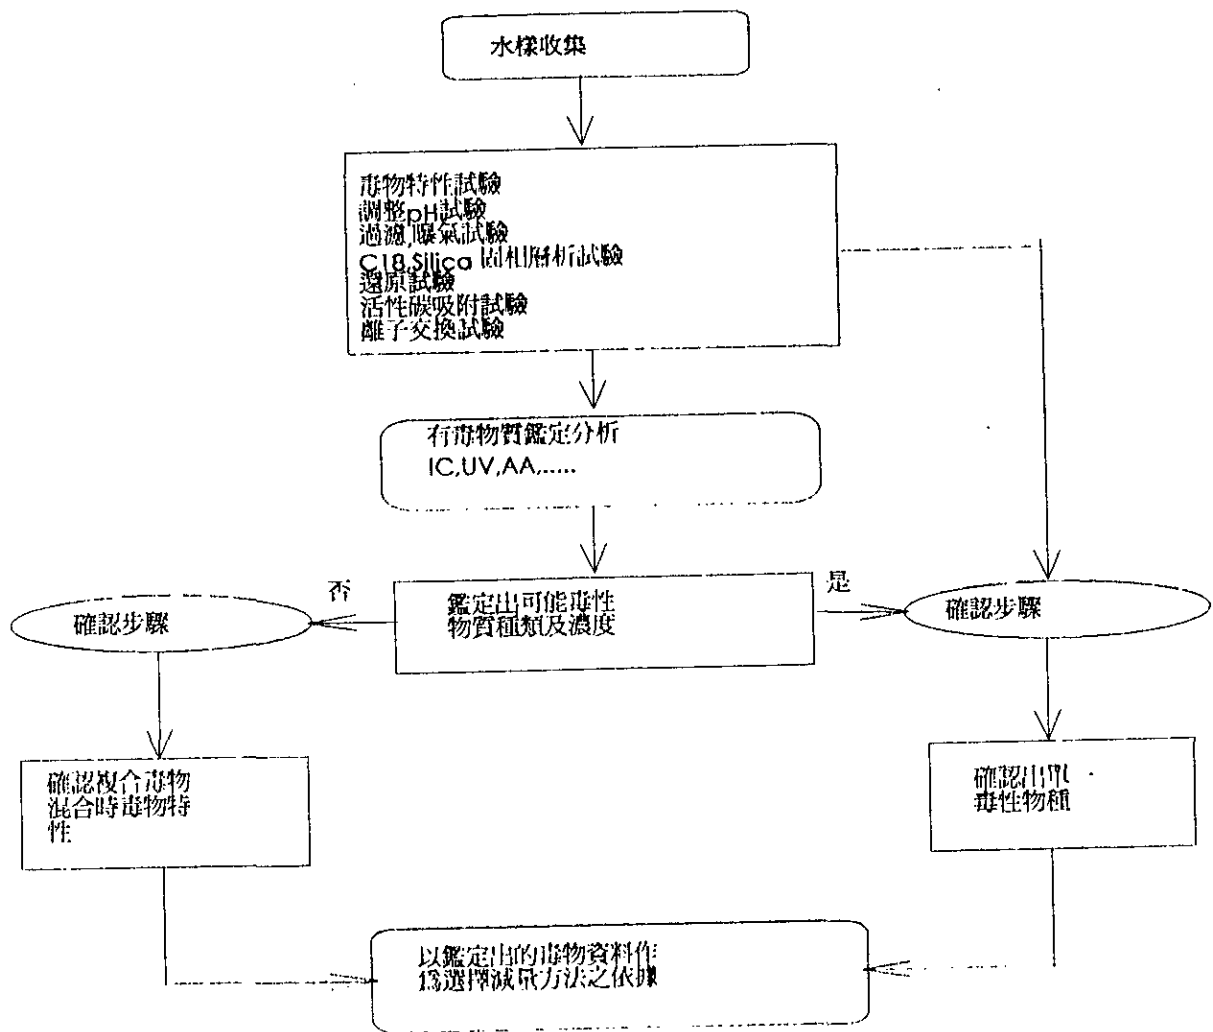 水樣收集
毒物特性試驗
調整pH試驗
過濾,曝氣試驗
C18,Silica 固相層析試驗
還原試驗
活性碳吸附試驗
離子交換試驗
有毒物質鑑定分析
IC,UV,AA,.....
否
鑑定出可能毒性
物質種類及濃度
是
確認步驟
確認步驟
確認複合毒物
混合時毒物特
性
確認出
毒性物種
以鑑定出的毒物資料作
為選擇減量方法之依據